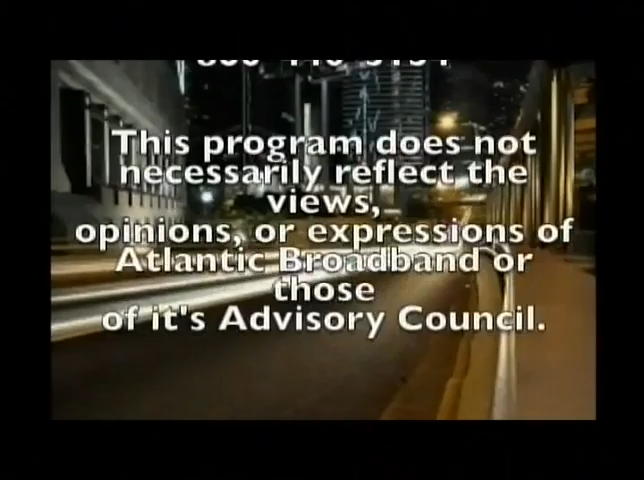 This program does not
necessarily reflect the
views,
opinions, or expressions of
Atlantic Broadband or
those
of it's Advisory Council.